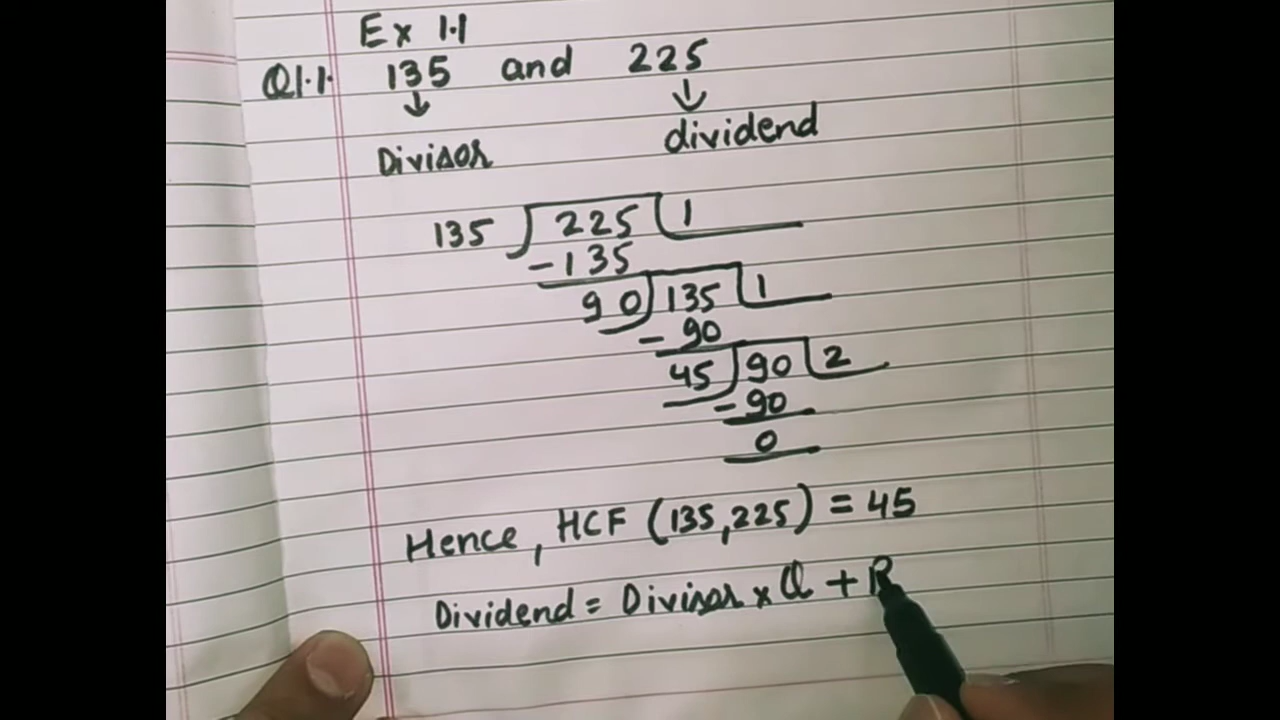 Ex 1.1
Q1.1. 135 and 225
↓ ↓
Divisor dividend
135 225 1
-135
90 135 1
- 90
45 90 2
- 90
0
Hence, HCF (135,225) = 45
Dividend = Divisor × Q + R